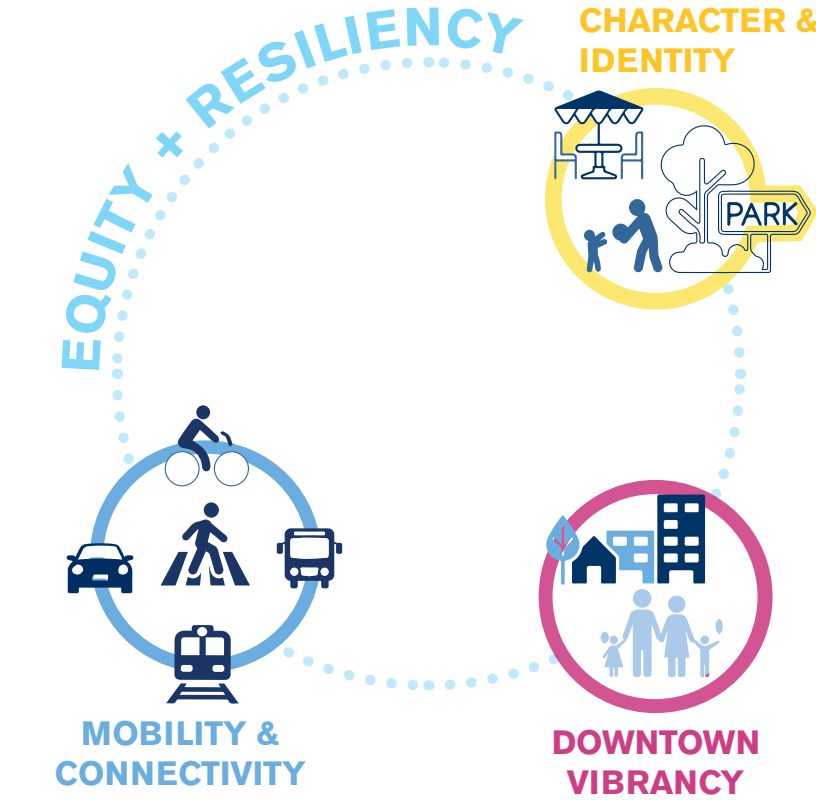 EQUITY + RESILIENCY
CHARACTER &
IDENTITY
PARK
MOBILITY &
CONNECTIVITY
DOWNTOWN
VIBRANCY